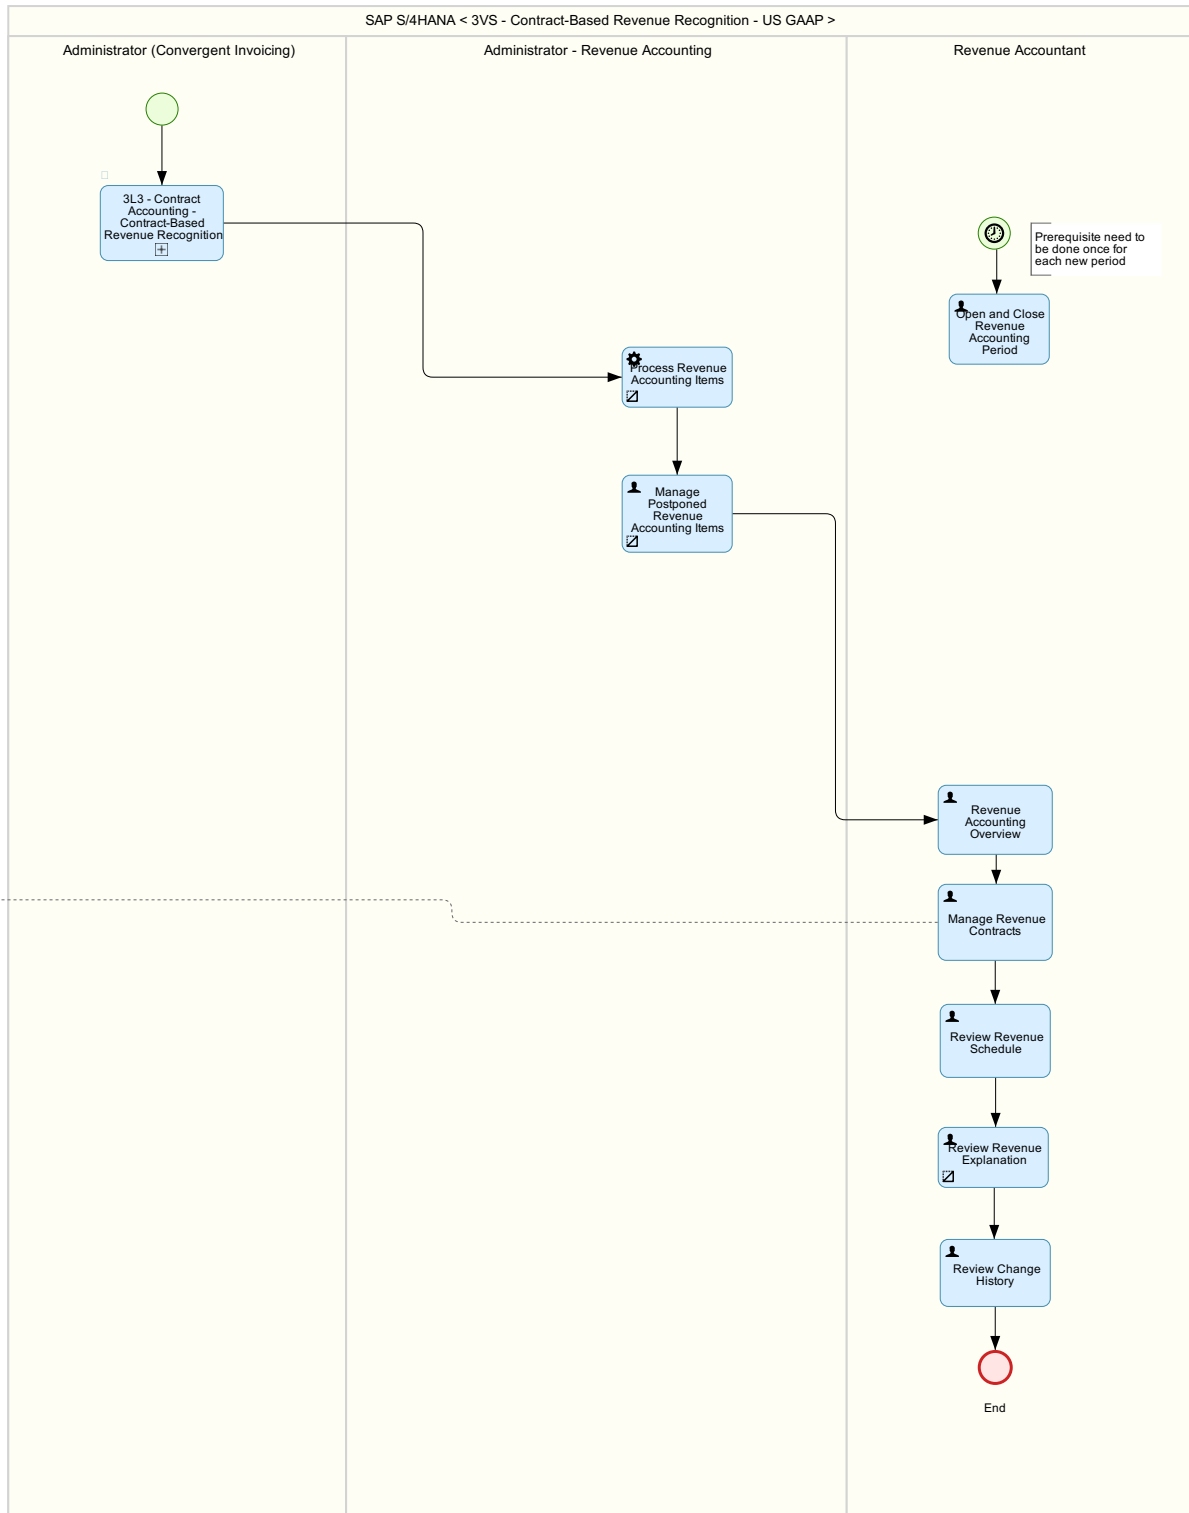 SAP S/4HANA < 3VS - Contract-Based Revenue Recognition - US GAAP >
Administrator (Convergent Invoicing)
Administrator - Revenue Accounting
Revenue Accountant
3L3 - Contract
Accounting -
Contract-Based
Revenue Recognition
Prerequisite need to
be done once for
each new period
Open and Close
Revenue
Accounting
Period
Process Revenue
Accounting Items
Manage
Postponed
Revenue
Accounting Items
Revenue
Accounting
Overview
Manage Revenue
Contracts
Review Revenue
Schedule
Review Revenue
Explanation
Review Change
History
End